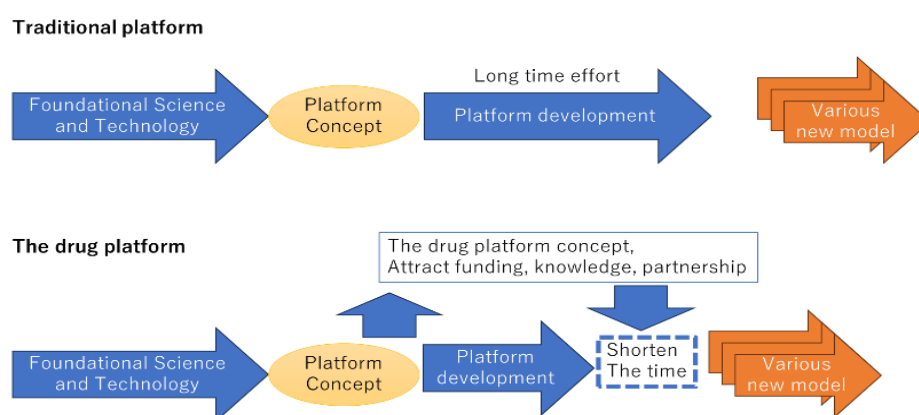 Traditional platform
Long time effort
Foundational Science
and Technology
Platform
Concept
Platform development
Various
new model
The drug platform
The drug platform concept,
Attract funding, knowledge, partnership
Foundational Science
and Technology
Platform
Concept
Platform
development
Shorten
The time
Various
new model